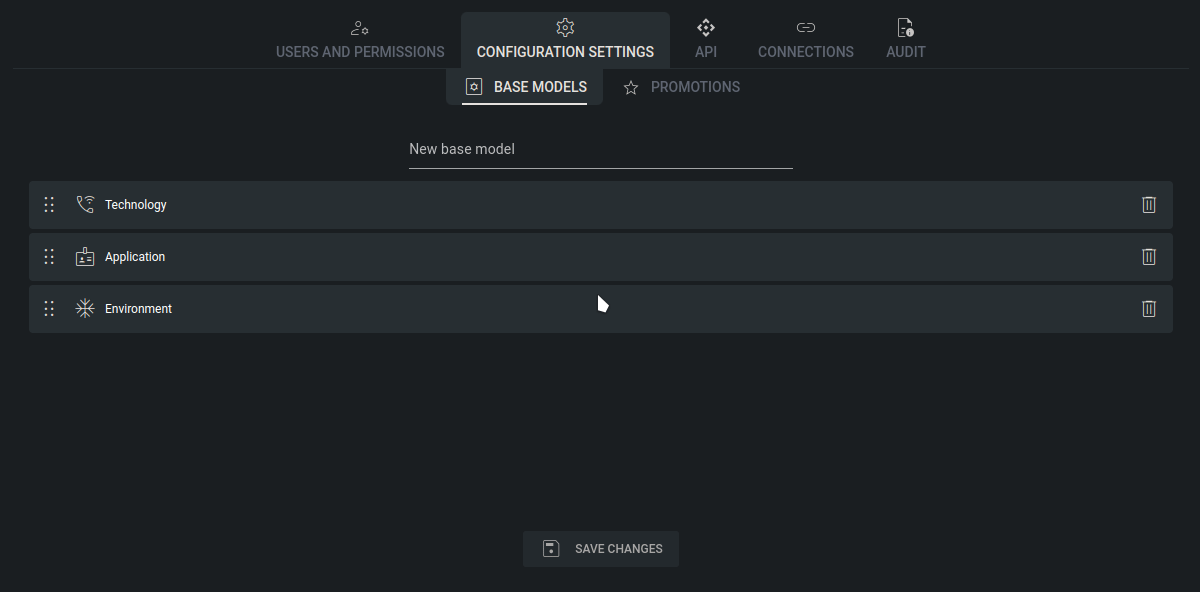 USERS AND PERMISSIONS
CONFIGURATION SETTINGS
API
CONNECTIONS
AUDIT
BASE MODELS
PROMOTIONS
New base model
Technology
Application
Environment
SAVE CHANGES